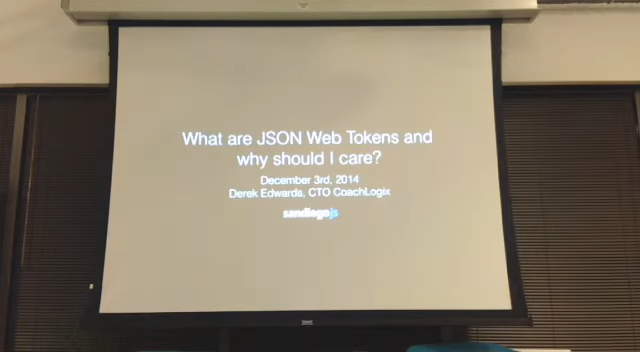 What are JSON Web Tokens and
why should I care?
December 3rd, 2014
Derek Edwards, CTO CoachLogix
sandiegojs